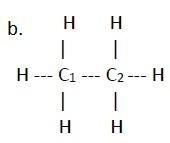 b. H H
| |
H --- C₁ --- C₂ --- H
| |
H H